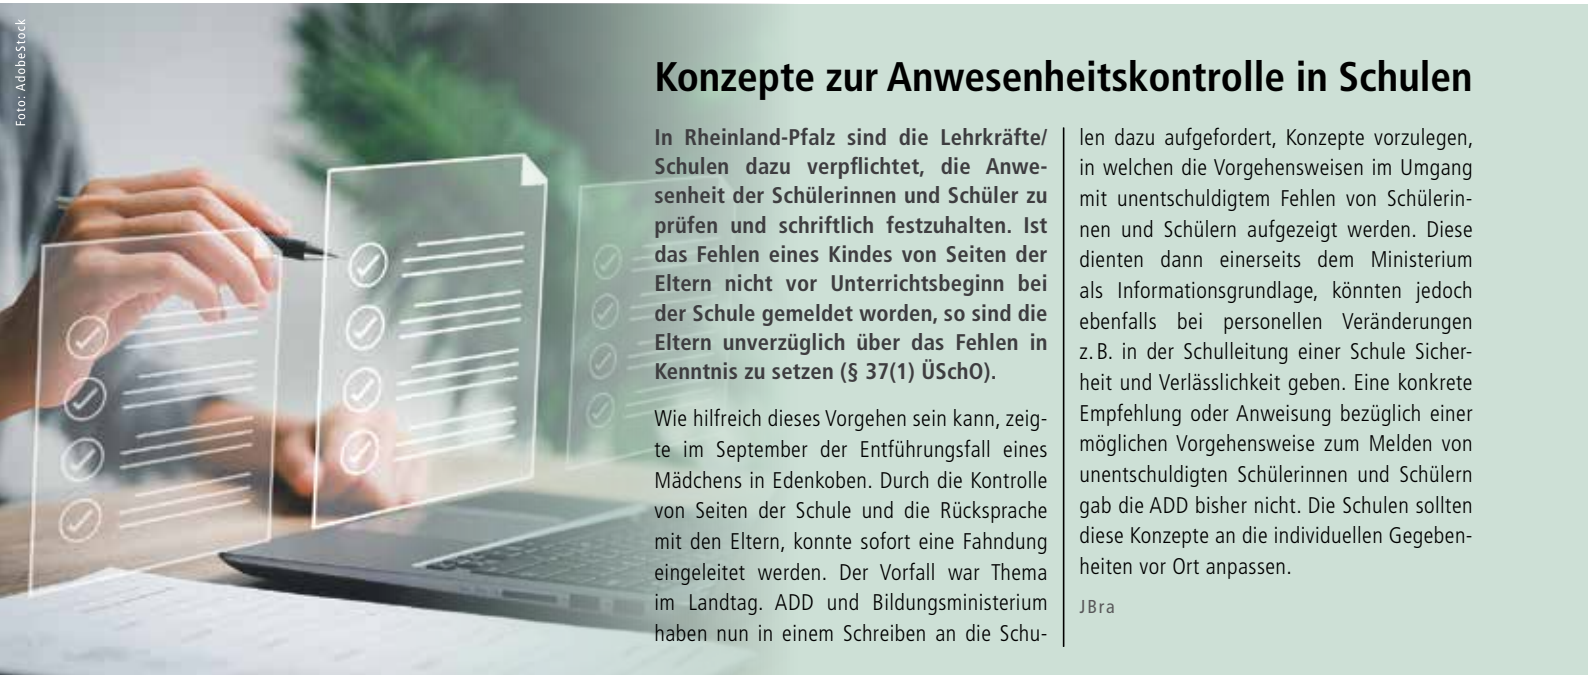 Foto: AdobeStock
Konzepte zur Anwesenheitskontrolle in Schulen
In Rheinland-Pfalz sind die Lehrkräfte/
Schulen dazu verpflichtet, die Anwe-
senheit der Schülerinnen und Schüler zu
prüfen und schriftlich festzuhalten. Ist
das Fehlen eines Kindes von Seiten der
Eltern nicht vor Unterrichtsbeginn bei
der Schule gemeldet worden, so sind die
Eltern unverzüglich über das Fehlen in
Kenntnis zu setzen (§ 37(1) ÜSchO).
Wie hilfreich dieses Vorgehen sein kann, zeig-
te im September der Entführungsfall eines
Mädchens in Edenkoben. Durch die Kontrolle
von Seiten der Schule und die Rücksprache
mit den Eltern, konnte sofort eine Fahndung
eingeleitet werden. Der Vorfall war Thema
im Landtag. ADD und Bildungsministerium
haben nun in einem Schreiben an die Schu-
len dazu aufgefordert, Konzepte vorzulegen,
in welchen die Vorgehensweisen im Umgang
mit unentschuldigtem Fehlen von Schülerin-
nen und Schülern aufgezeigt werden. Diese
dienten dann einerseits dem Ministerium
als Informationsgrundlage, könnten jedoch
ebenfalls bei personellen Veränderungen
z. B. in der Schulleitung einer Schule Sicher-
heit und Verlässlichkeit geben. Eine konkrete
Empfehlung oder Anweisung bezüglich einer
möglichen Vorgehensweise zum Melden von
unentschuldigten Schülerinnen und Schülern
gab die ADD bisher nicht. Die Schulen sollten
diese Konzepte an die individuellen Gegeben-
heiten vor Ort anpassen.
JBra